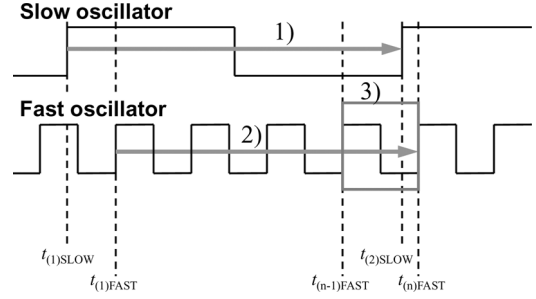 Slow oscillator
1)
Fast oscillator
3)
2)
t(1)SLOW
t(2)SLOW
t(1)FAST
t(n-1)FAST
t(n)FAST